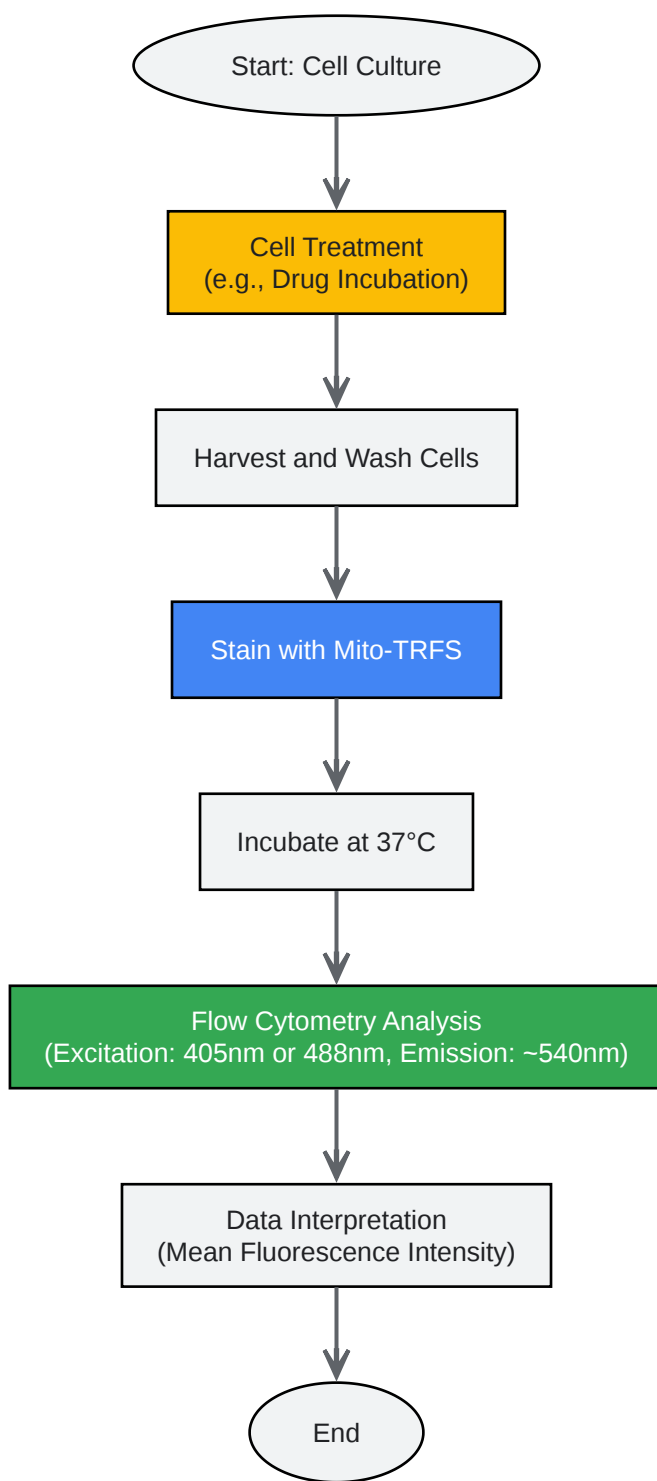 Start: Cell Culture
Cell Treatment
(e.g., Drug Incubation)
Harvest and Wash Cells
Stain with Mito-TRFS
Incubate at 37°C
Flow Cytometry Analysis
(Excitation: 405nm or 488nm, Emission: ~540nm)
Data Interpretation
(Mean Fluorescence Intensity)
End